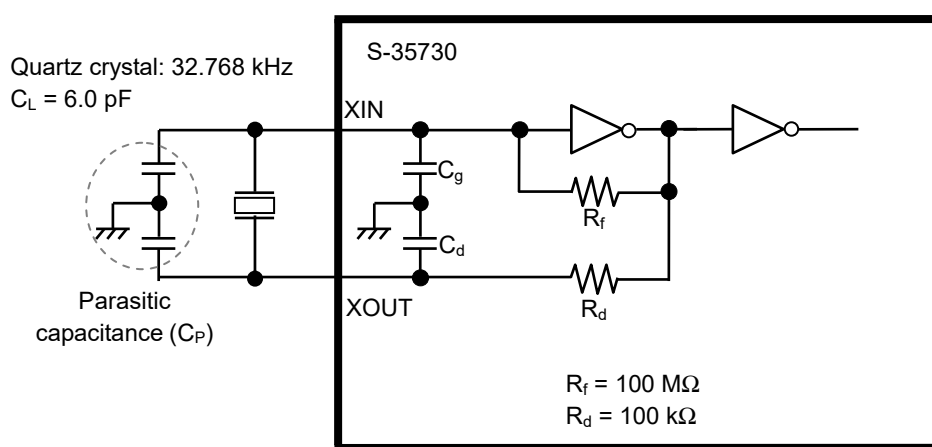 S-35730
Quartz crystal: 32.768 kHz
C_L = 6.0 pF
XIN
C_g
R_f
C_d
XOUT
R_d
Parasitic
capacitance (C_P)
R_f = 100 MΩ
R_d = 100 kΩ